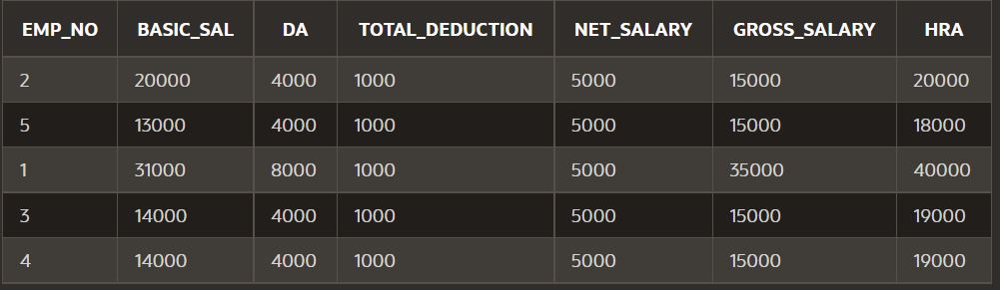 EMP_NO BASIC_SAL DA TOTAL_DEDUCTION NET_SALARY GROSS_SALARY HRA
2 20000 4000 1000 5000 15000 20000
5 13000 4000 1000 5000 15000 18000
1 31000 8000 1000 5000 35000 40000
3 14000 4000 1000 5000 15000 19000
4 14000 4000 1000 5000 15000 19000